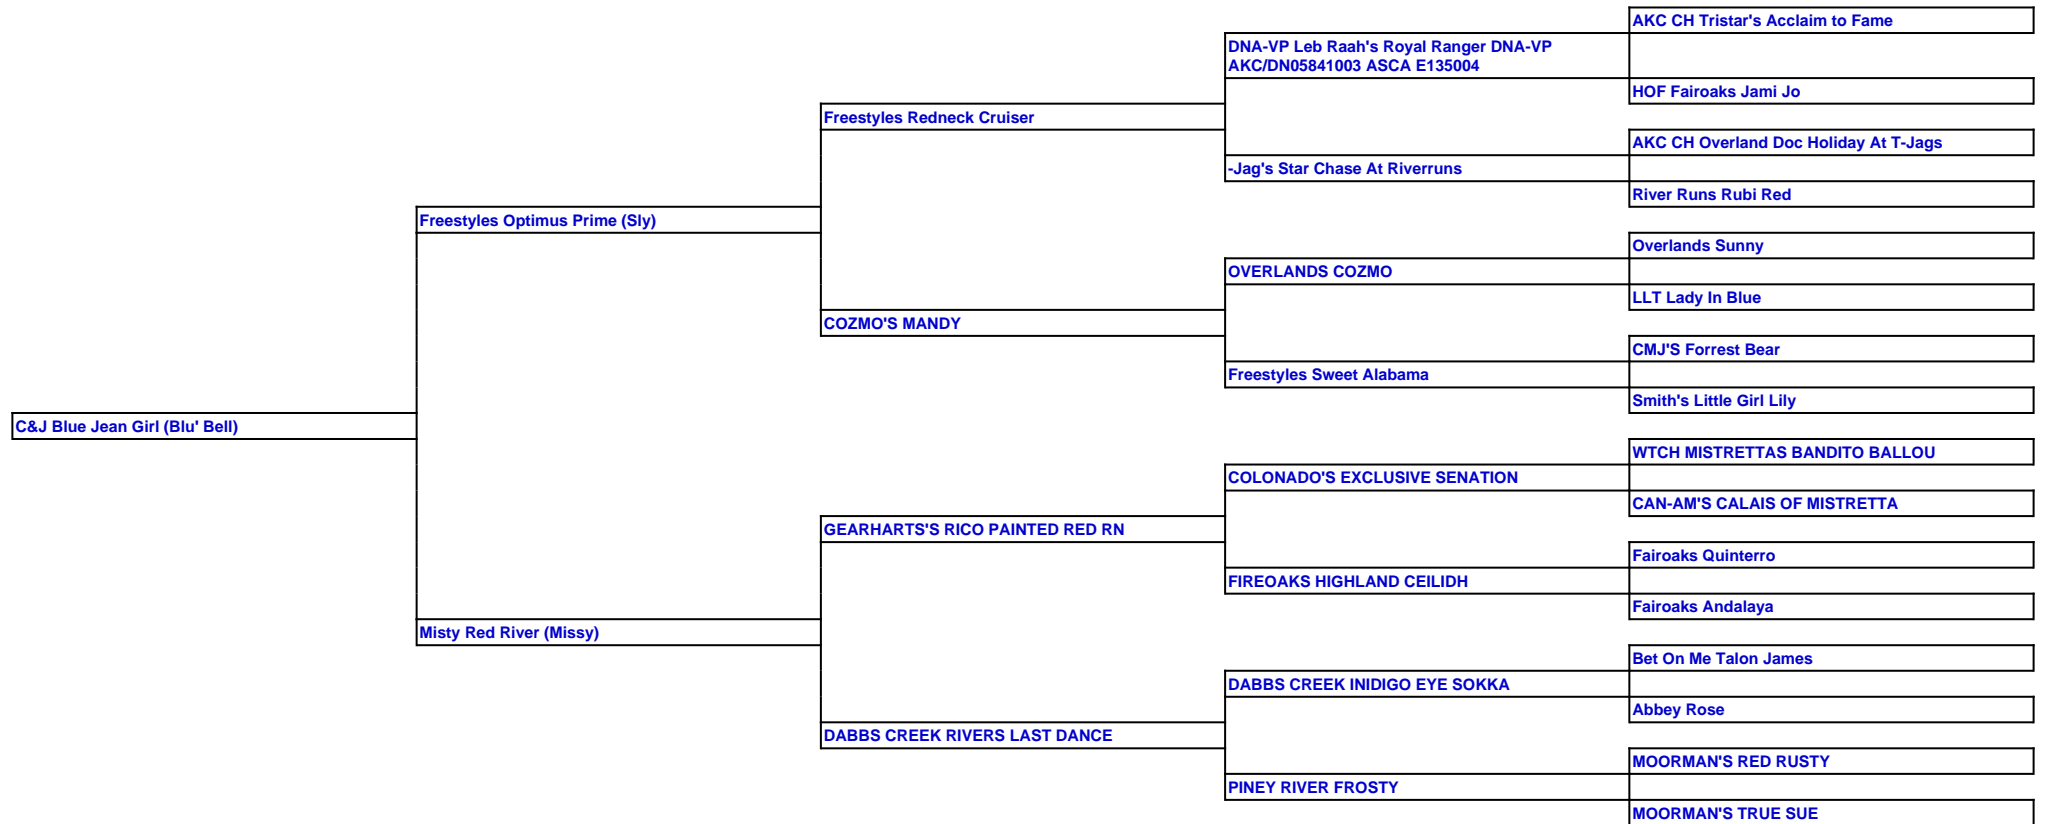 AKC CH Tristar's Acclaim to Fame
DNA-VP Leb Raah's Royal Ranger DNA-VP
AKC/DN05841003 ASCA E135004
HOF Fairoaks Jami Jo
Freestyles Redneck Cruiser
AKC CH Overland Doc Holiday At T-Jags
-Jag's Star Chase At Riverruns
River Runs Rubi Red
Freestyles Optimus Prime (Sly)
Overlands Sunny
OVERLANDS COZMO
LLT Lady In Blue
COZMO'S MANDY
CMJ'S Forrest Bear
Freestyles Sweet Alabama
Smith's Little Girl Lily
C&J Blue Jean Girl (Blu' Bell)
WTCH MISTRETTAS BANDITO BALLOU
COLONADO'S EXCLUSIVE SENATION
CAN-AM'S CALAIS OF MISTRETTA
GEARHARTS'S RICO PAINTED RED RN
Fairoaks Quinterro
FIREOAKS HIGHLAND CEILIDH
Fairoaks Andalaya
Misty Red River (Missy)
Bet On Me Talon James
DABBS CREEK INIDIGO EYE SOKKA
Abbey Rose
DABBS CREEK RIVERS LAST DANCE
MOORMAN'S RED RUSTY
PINEY RIVER FROSTY
MOORMAN'S TRUE SUE